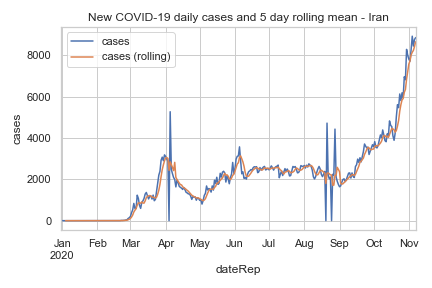 New COVID-19 daily cases and 5 day rolling mean - Iran
cases
cases (rolling)
cases
8000
6000
4000
2000
0
Jan Feb Mar Apr May Jun Jul Aug Sep Oct Nov
2020
dateRep